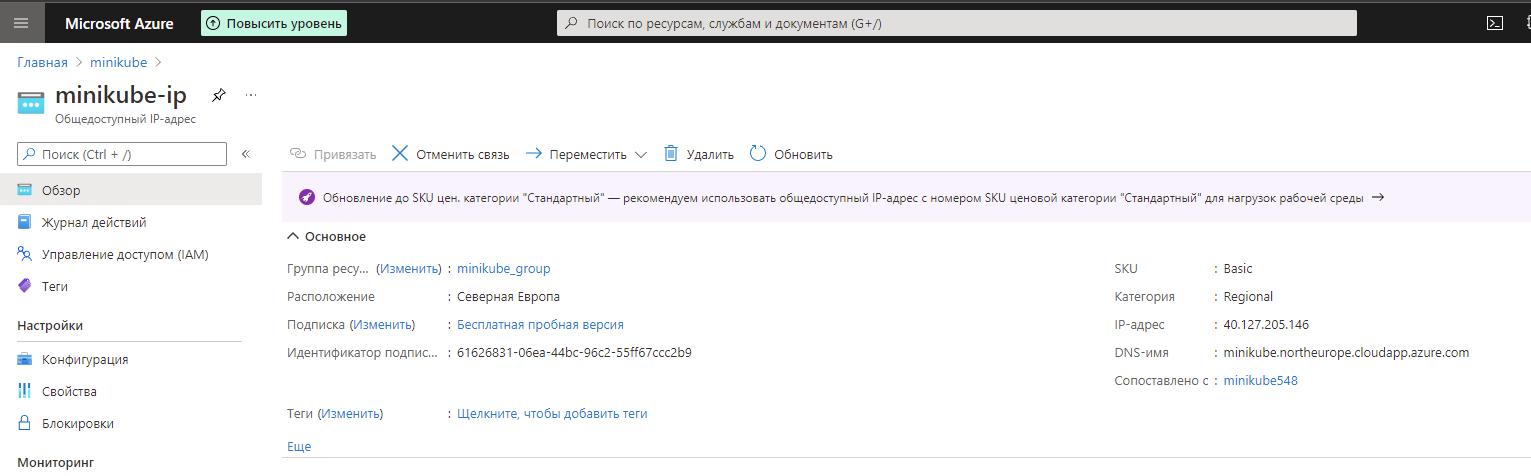 Microsoft Azure
Повысить уровень
Поиск по ресурсам, службам и документам (G+/)
Главная > minikube >
minikube-ip
Общедоступный IP-адрес
Поиск (Ctrl + /)
Обзор
Журнал действий
Управление доступом (IAM)
Теги
Настройки
Конфигурация
Свойства
Блокировки
Мониторинг
Привязать
Отменить связь
Переместить
Удалить
Обновить
Обновление до SKU цен. категории "Стандартный" — рекомендуем использовать общедоступный IP-адрес с номером SKU ценовой категории "Стандартный" для нагрузок рабочей среды
Основное
Группа ресу... (Изменить) : minikube_group
Расположение : Северная Европа
Подписка (Изменить) : Бесплатная пробная версия
Идентификатор подпис... : 61626831-06ea-44bc-96c2-55ff67ccc2b9
Теги (Изменить) : Щелкните, чтобы добавить теги
Еще
SKU : Basic
Категория : Regional
IP-адрес : 40.127.205.146
DNS-имя : minikube.northeurope.cloudapp.azure.com
Сопоставлено с : minikube548